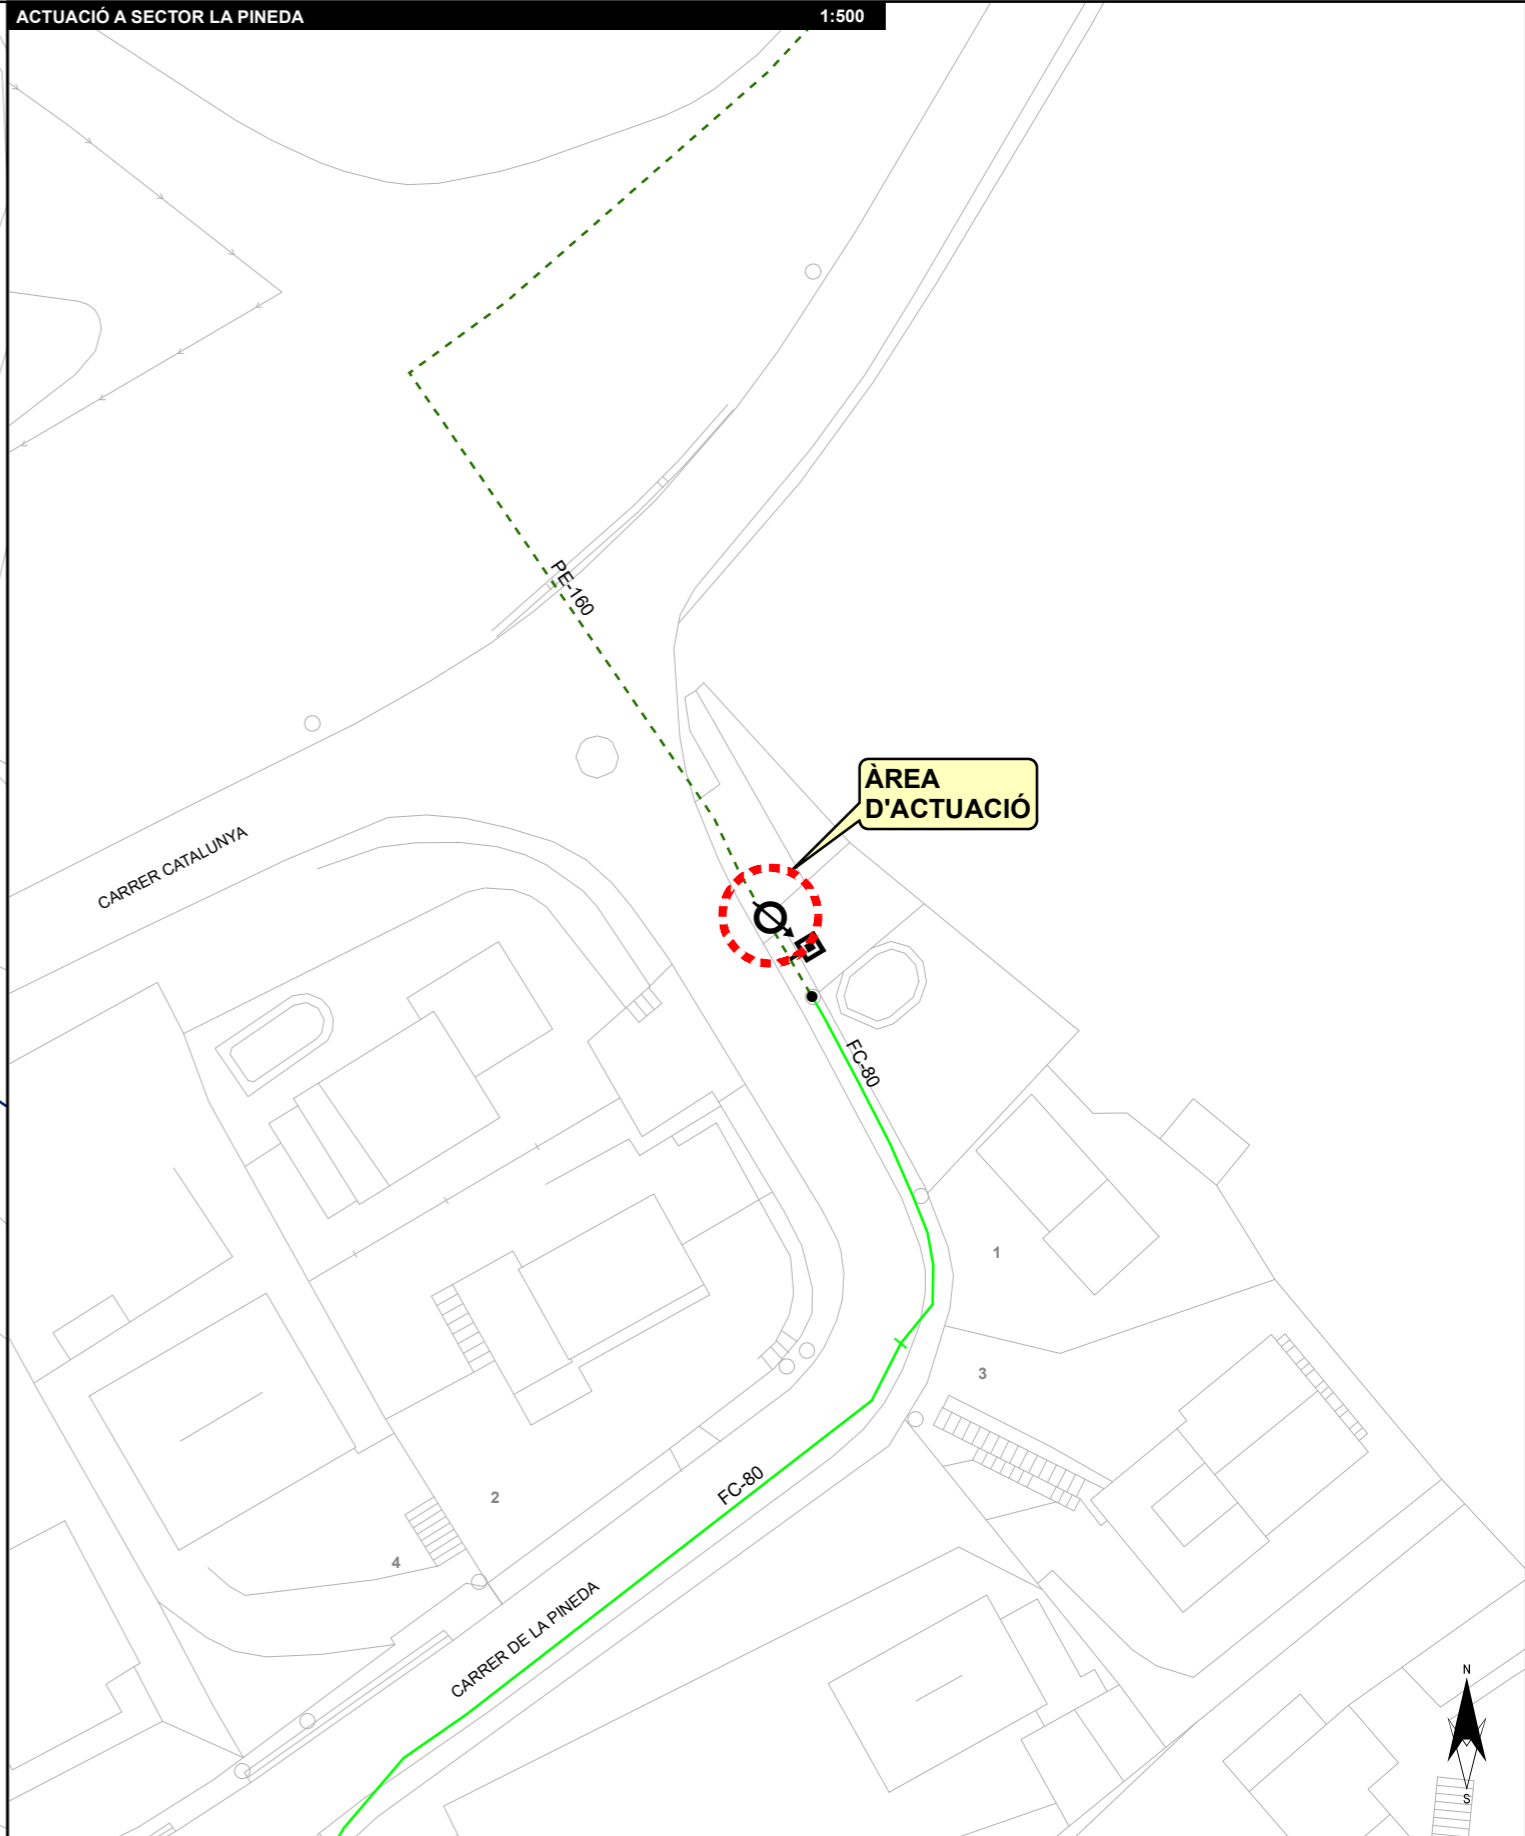 ACTUACIÓ A SECTOR LA PINEDA 1:500
PE-160
ÀREA
D'ACTUACIÓ
CARRER CATALUNYA
FC-80
1
3
FC-80
2
4
CARRER DE LA PINEDA
N
S